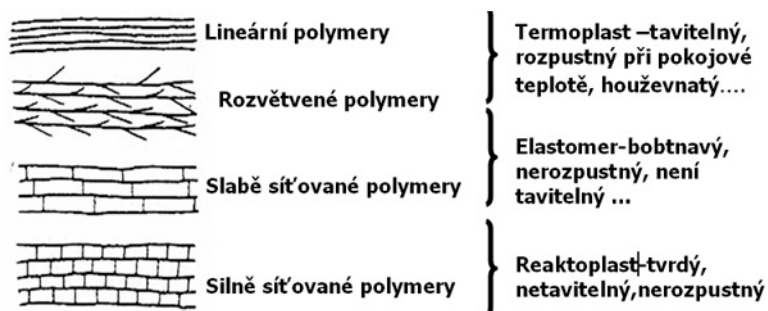 Lineární polymery
Rozvětvené polymery
Slabě síťované polymery
Silně síťované polymery
Termoplast –tavitelný,
rozpustný při pokojové
teplotě, houževnatý....
Elastomer-bobtnavý,
nerozpustný, není
tavitelný ...
Reaktoplast-tvrdý,
netavitelný,nerozpustný